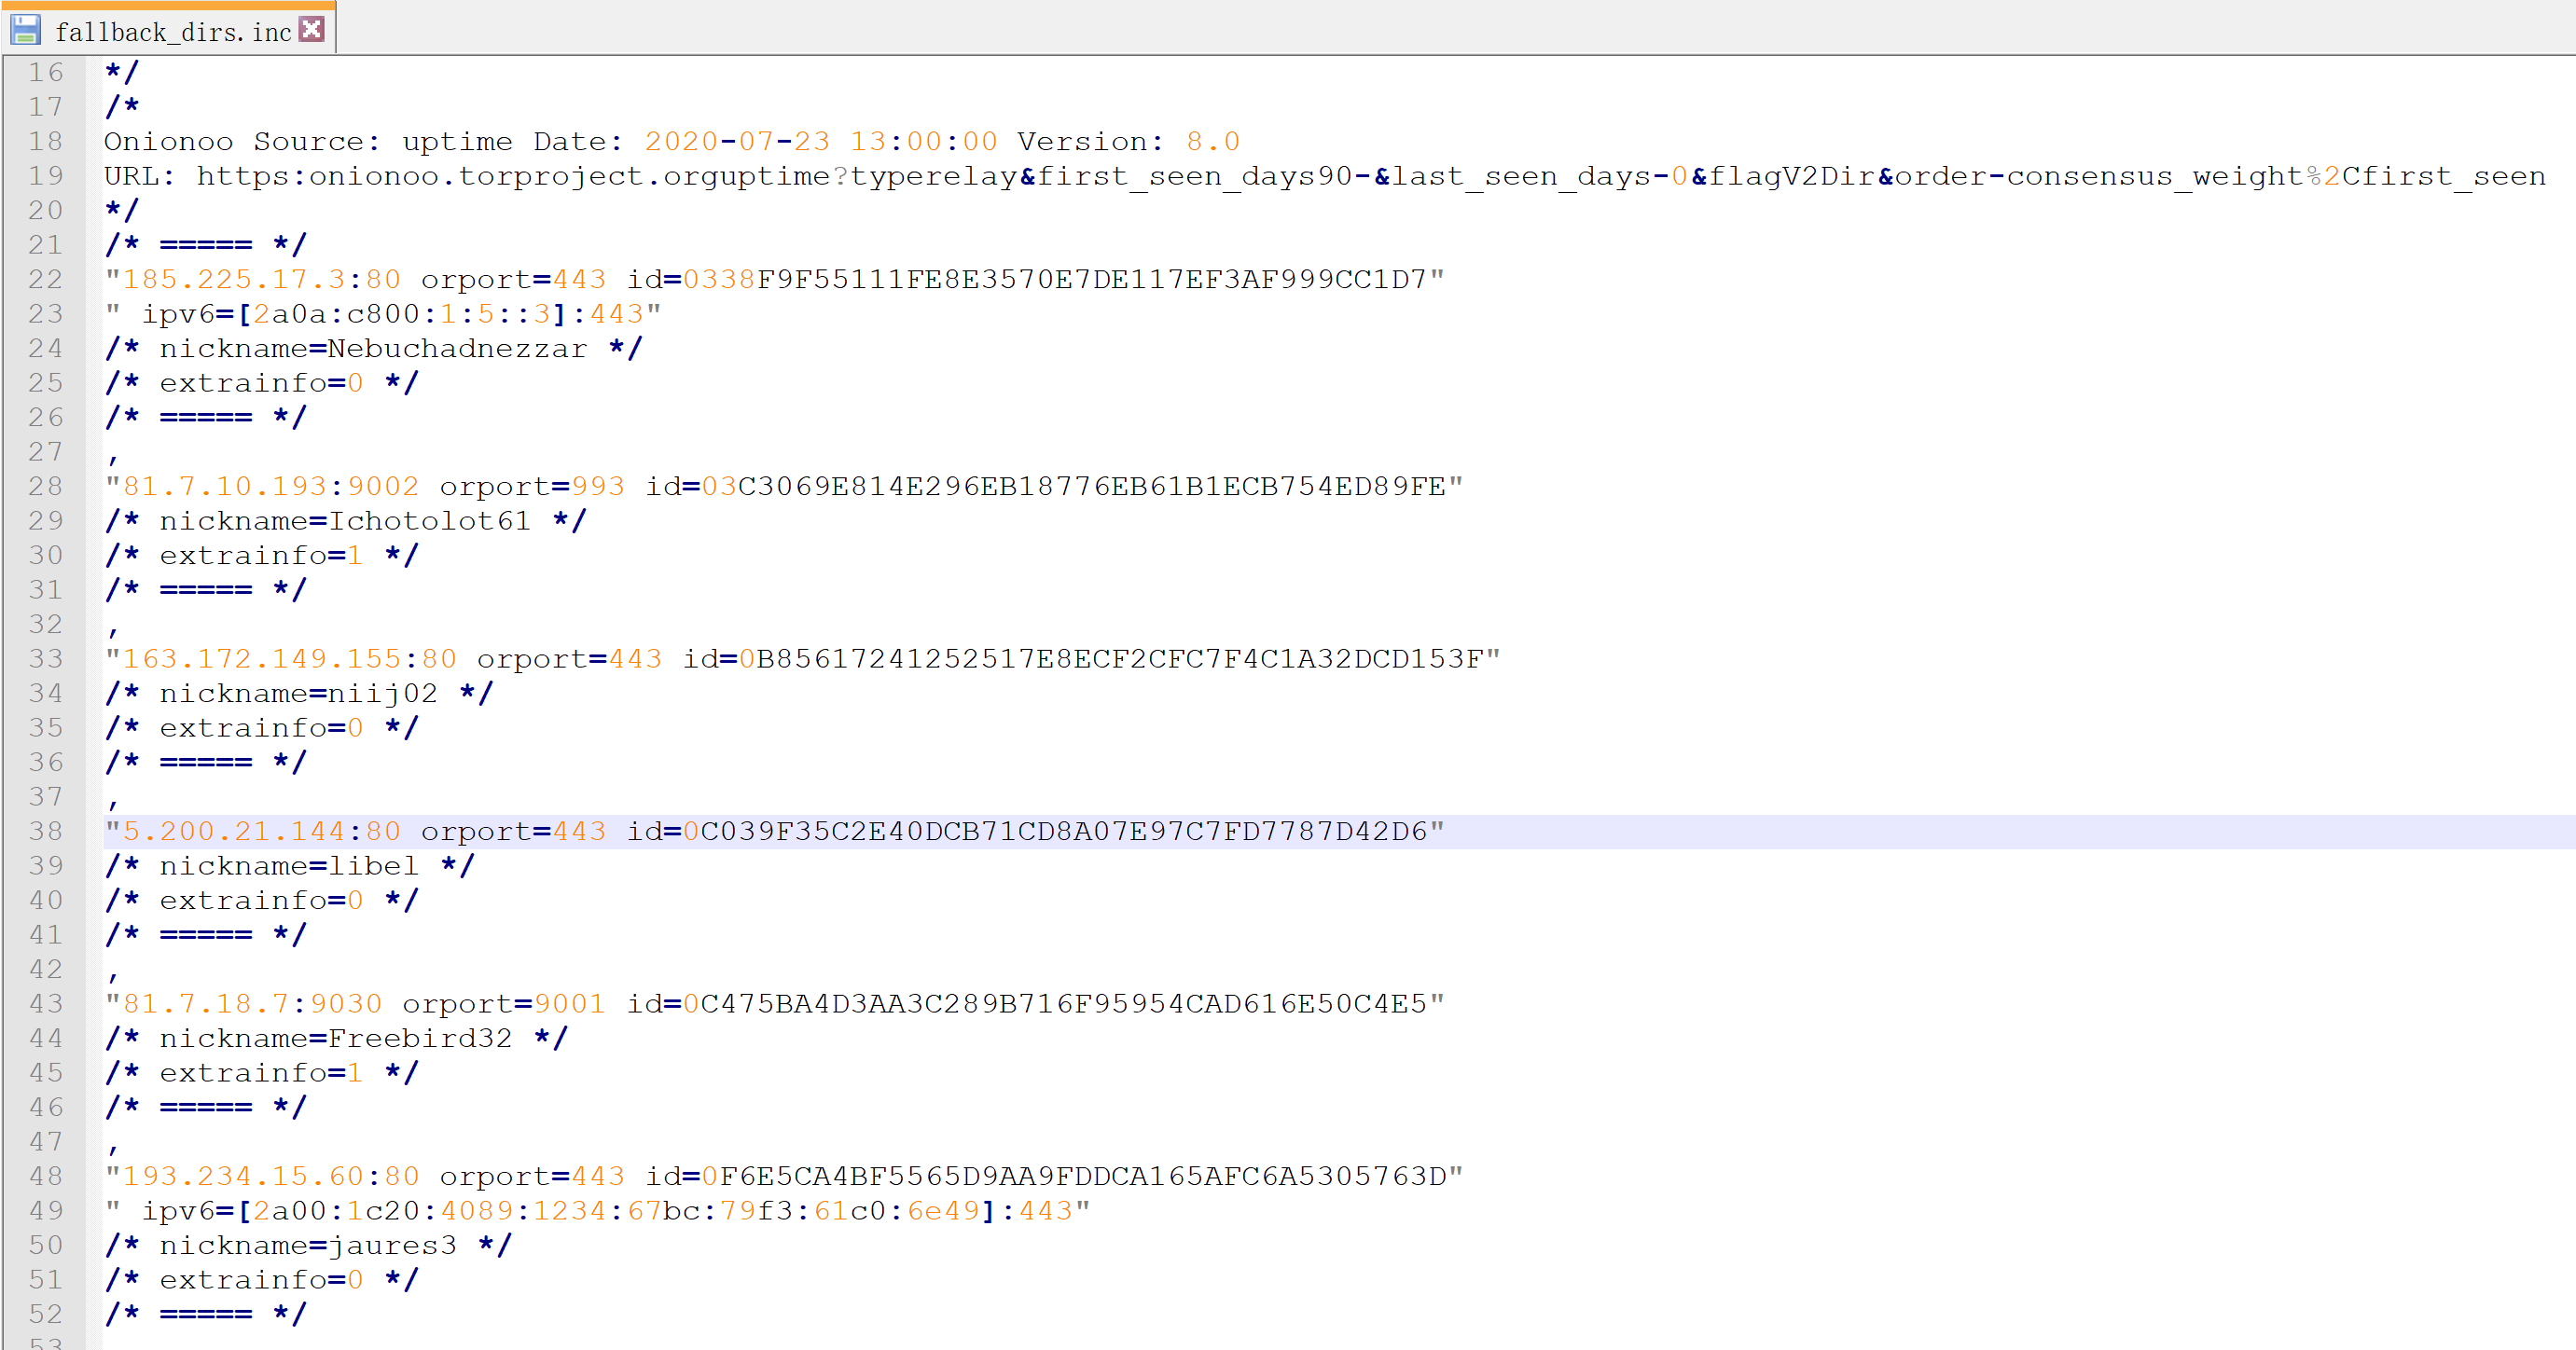 fallback_dirs.inc
16 */
17 /*
18 Onionoo Source: uptime Date: 2020-07-23 13:00:00 Version: 8.0
19 URL: https:onionoo.torproject.orguptime?typerelay&first_seen_days90-&last_seen_days-0&flagV2Dir&order-consensus_weight%2Cfirst_seen
20 */
21 /* ===== */
22 "185.225.17.3:80 orport=443 id=0338F9F55111FE8E3570E7DE117EF3AF999CC1D7"
23 " ipv6=[2a0a:c800:1:5::3]:443"
24 /* nickname=Nebuchadnezzar */
25 /* extrainfo=0 */
26 /* ===== */
27 ,
28 "81.7.10.193:9002 orport=993 id=03C3069E814E296EB18776EB61B1ECB754ED89FE"
29 /* nickname=Ichotolot61 */
30 /* extrainfo=1 */
31 /* ===== */
32 ,
33 "163.172.149.155:80 orport=443 id=0B85617241252517E8ECF2CFC7F4C1A32DCD153F"
34 /* nickname=niij02 */
35 /* extrainfo=0 */
36 /* ===== */
37 ,
38 "5.200.21.144:80 orport=443 id=0C039F35C2E40DCB71CD8A07E97C7FD7787D42D6"
39 /* nickname=libel */
40 /* extrainfo=0 */
41 /* ===== */
42 ,
43 "81.7.18.7:9030 orport=9001 id=0C475BA4D3AA3C289B716F95954CAD616E50C4E5"
44 /* nickname=Freebird32 */
45 /* extrainfo=1 */
46 /* ===== */
47 ,
48 "193.234.15.60:80 orport=443 id=0F6E5CA4BF5565D9AA9FDDCA165AFC6A5305763D"
49 " ipv6=[2a00:1c20:4089:1234:67bc:79f3:61c0:6e49]:443"
50 /* nickname=jaures3 */
51 /* extrainfo=0 */
52 /* ===== */
53